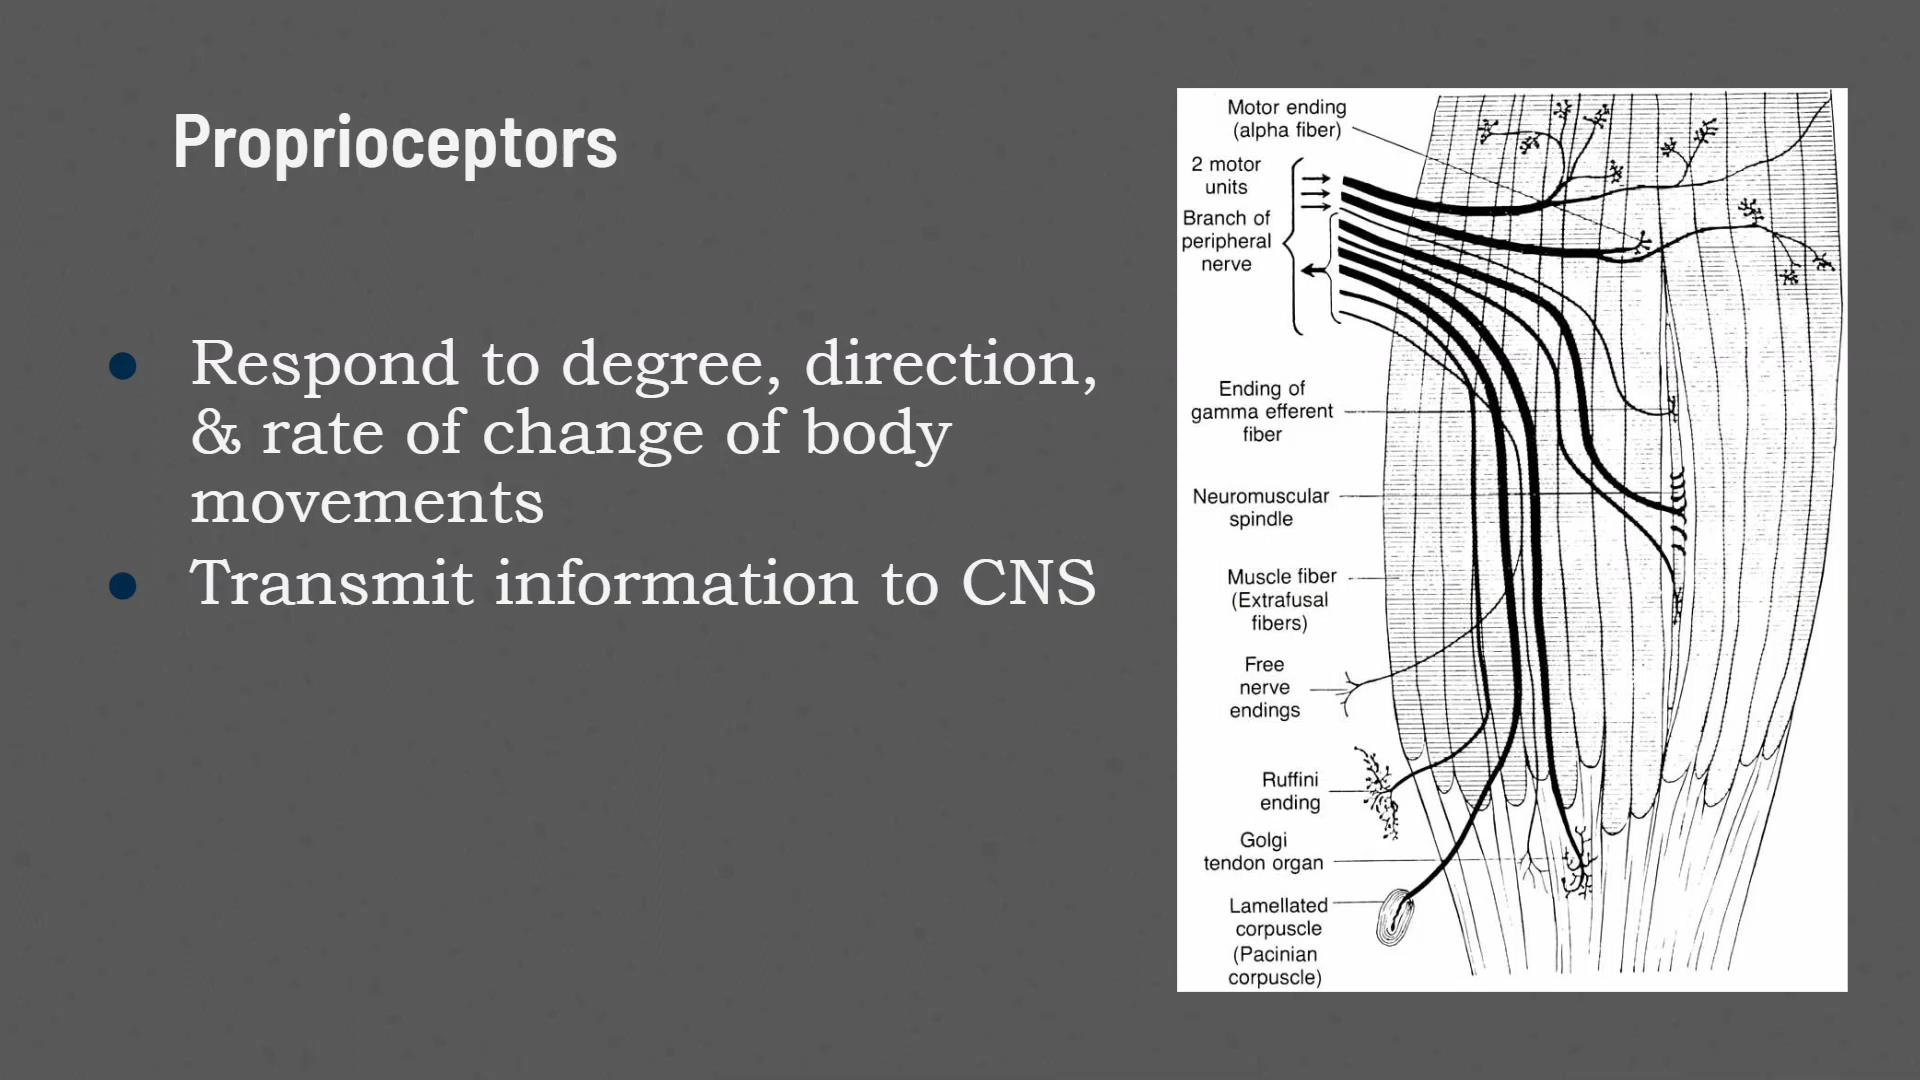 Proprioceptors
Respond to degree, direction,
& rate of change of body
movements
Transmit information to CNS
Motor ending
(alpha fiber)
2 motor
units
Branch of
peripheral
nerve
Ending of
gamma efferent
fiber
Neuromuscular
spindle
Muscle fiber
(Extrafusal
fibers)
Free
nerve
endings
Ruffini
ending
Golgi
tendon organ
Lamellated
corpuscle
(Pacinian
corpuscle)